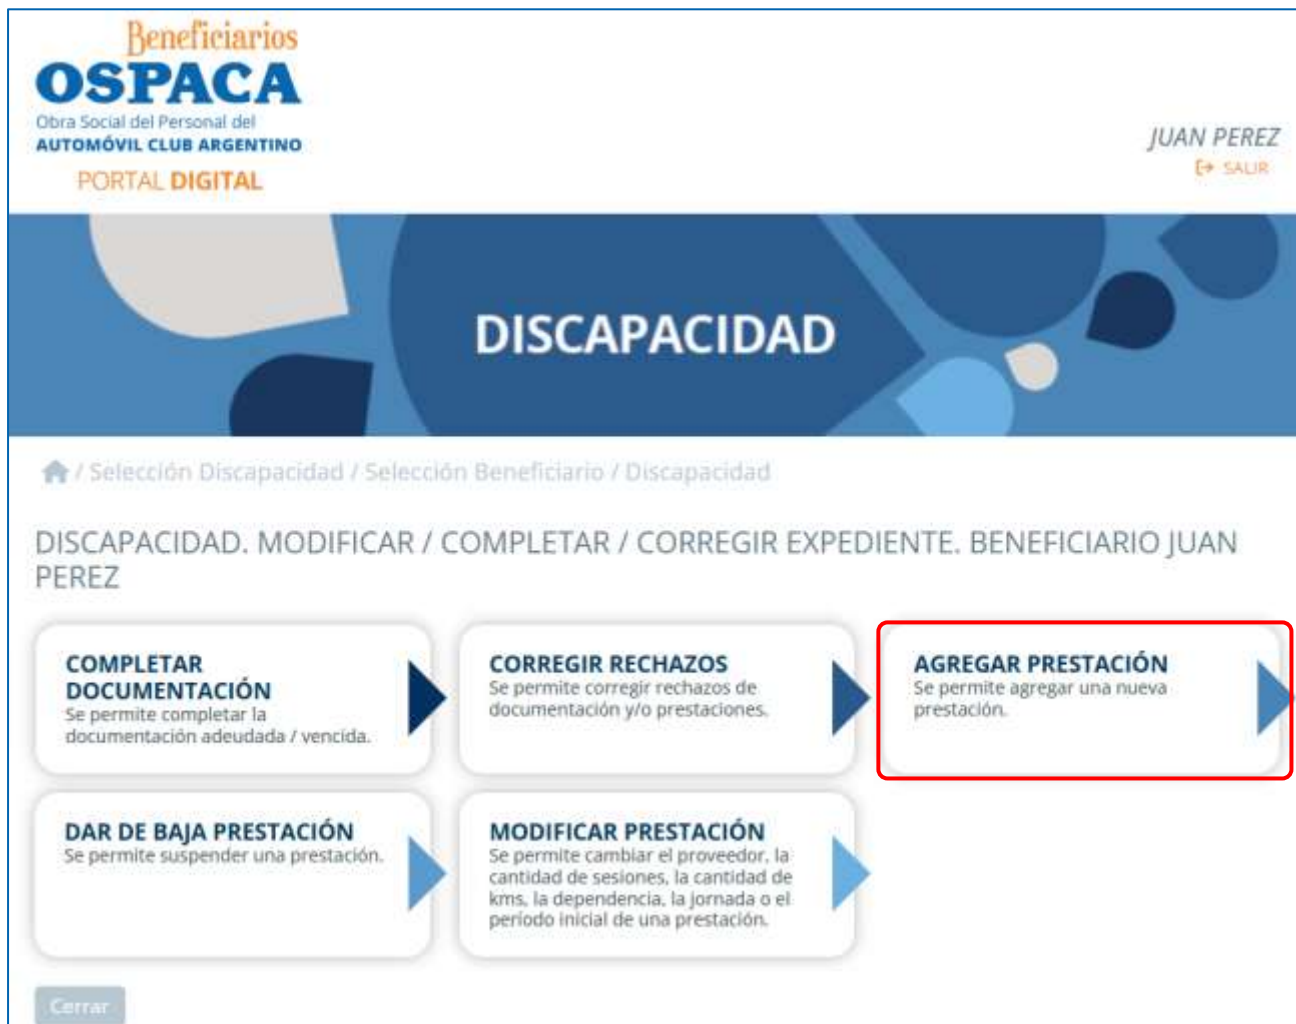 Beneficiarios
OSPACA
Obra Social del Personal del
AUTOMÓVIL CLUB ARGENTINO
PORTAL DIGITAL
JUAN PEREZ
SALIR
DISCAPACIDAD
/ Selección Discapacidad / Selección Beneficiario / Discapacidad
DISCAPACIDAD. MODIFICAR / COMPLETAR / CORREGIR EXPEDIENTE. BENEFICIARIO JUAN
PEREZ
COMPLETAR
DOCUMENTACIÓN
Se permite completar la
documentación adeudada / vencida.
CORREGIR RECHAZOS
Se permite corregir rechazos de
documentación y/o prestaciones.
AGREGAR PRESTACIÓN
Se permite agregar una nueva
prestación.
DAR DE BAJA PRESTACIÓN
Se permite suspender una prestación.
MODIFICAR PRESTACIÓN
Se permite cambiar el proveedor, la
cantidad de sesiones, la cantidad de
kms, la dependencia, la jornada o el
período inicial de una prestación.
Cerrar